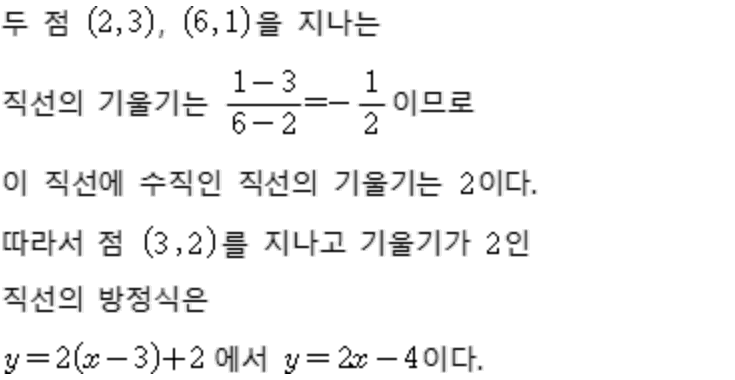 두 점 (2,3), (6,1)을 지나는
직선의 기울기는 \frac{1-3}{6-2}=-\frac{1}{2} 이므로
이 직선에 수직인 직선의 기울기는 2이다.
따라서 점 (3,2)를 지나고 기울기가 2인
직선의 방정식은
y=2(x-3)+2 에서 y=2x-4이다.